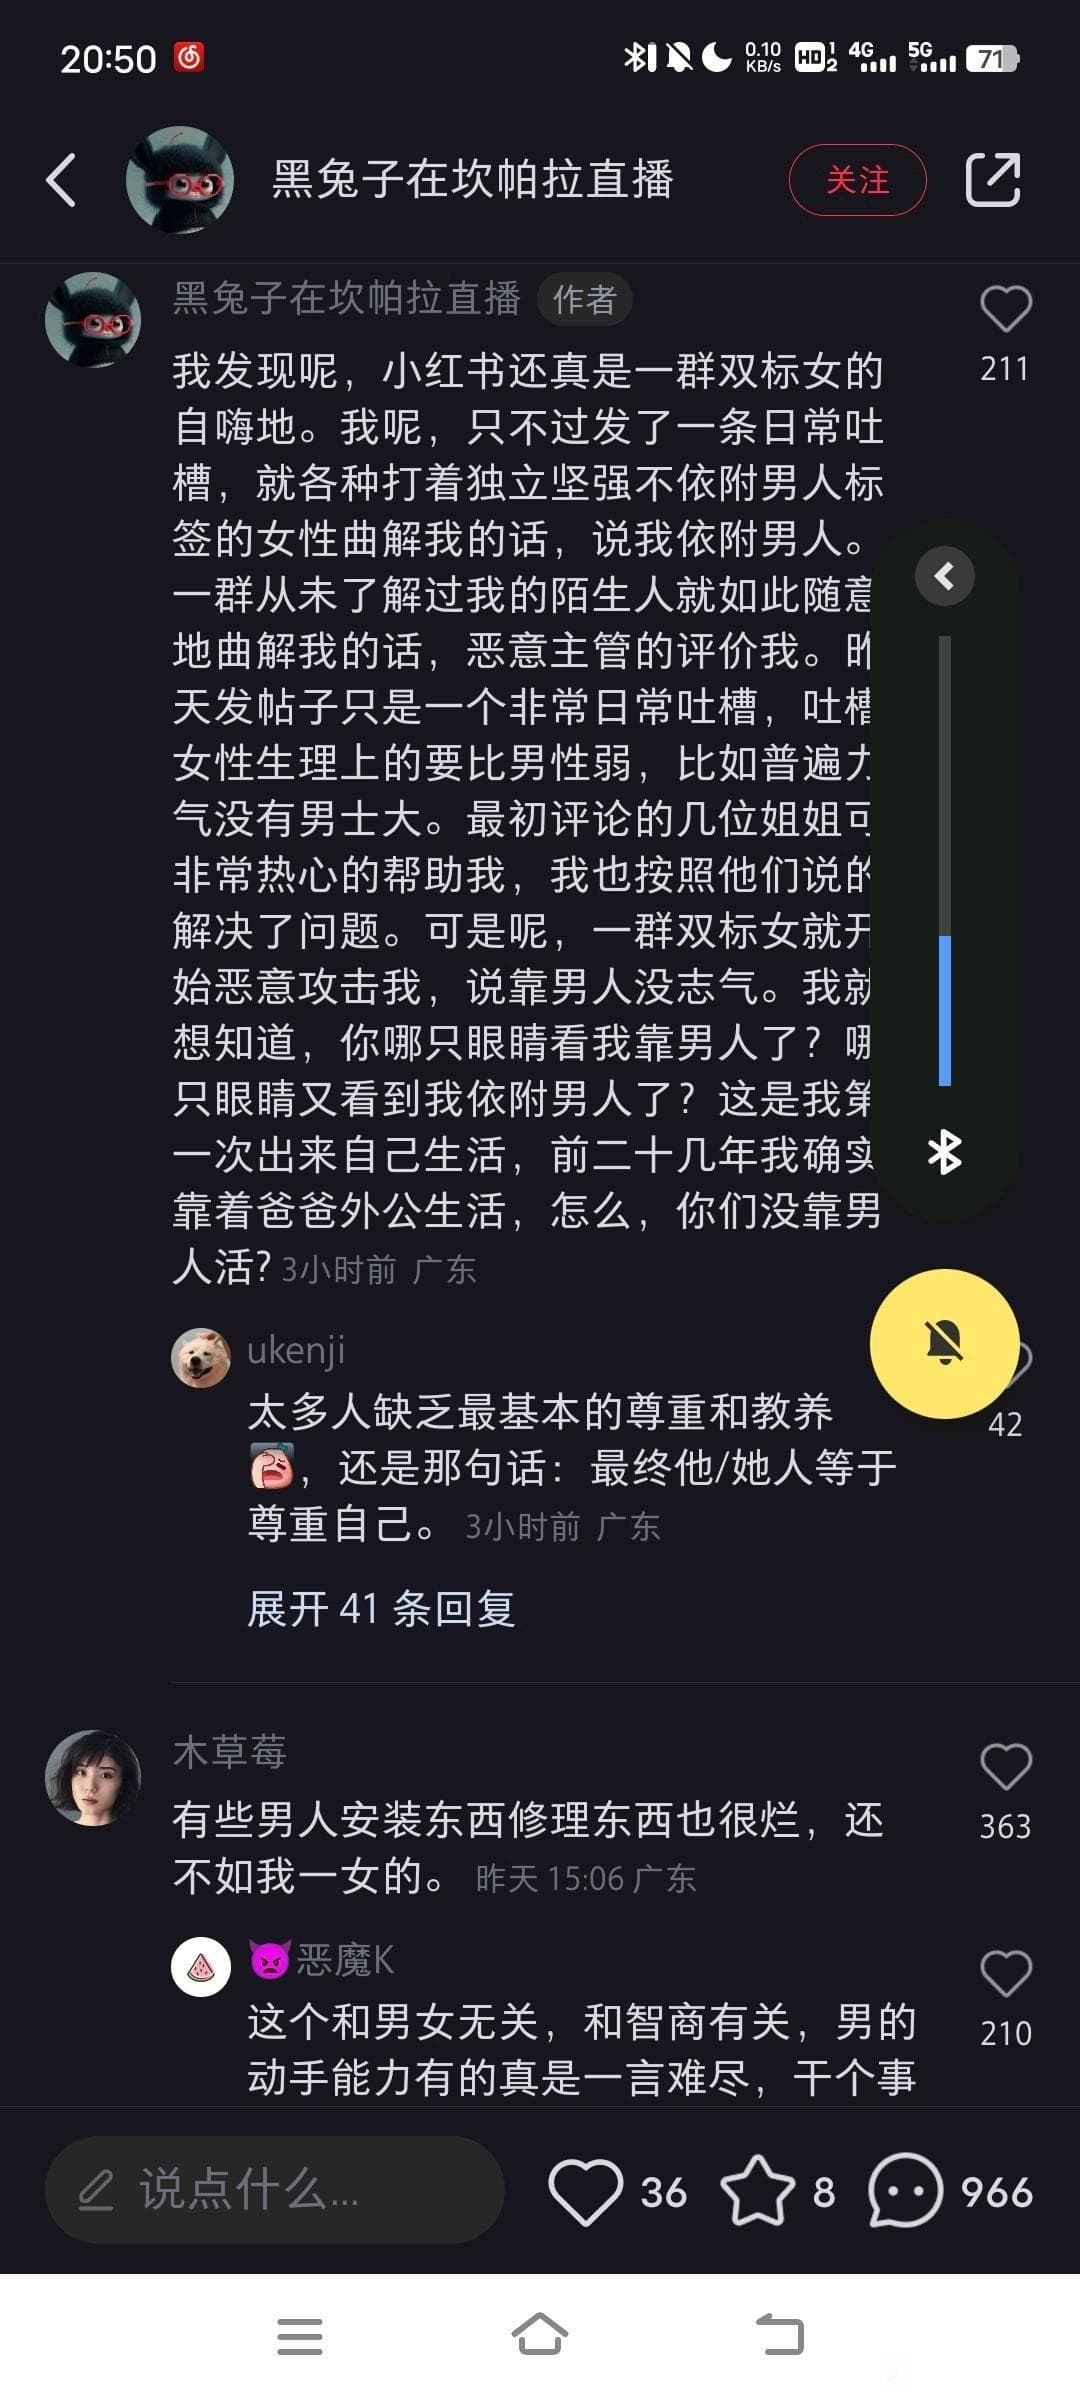 20:50
0.10
KB/s
HD 1
2
4G
5G
71
黑兔子在坎帕拉直播
关注
黑兔子在坎帕拉直播 作者
211
我发现呢，小红书还真是一群双标女的
自嗨地。我呢，只不过发了一条日常吐
槽，就各种打着独立坚强不依附男人标
签的女性曲解我的话，说我依附男人。
一群从未了解过我的陌生人就如此随意
地曲解我的话，恶意主管的评价我。昨
天发帖子只是一个非常日常吐槽，吐槽
女性生理上的要比男性弱，比如普遍力
气没有男士大。最初评论的几位姐姐可
非常热心的帮助我，我也按照他们说的
解决了问题。可是呢，一群双标女就开
始恶意攻击我，说靠男人没志气。我就
想知道，你哪只眼睛看我靠男人了？哪
只眼睛又看到我依附男人了？这是我第
一次出来自己生活，前二十几年我确实
靠着爸爸外公生活，怎么，你们没靠男
人活? 3小时前 广东
ukenji
42
太多人缺乏最基本的尊重和教养
，还是那句话：最终他/她人等于
尊重自己。 3小时前 广东
展开 41 条回复
木草莓
363
有些男人安装东西修理东西也很烂，还
不如我一女的。 昨天 15:06 广东
👿恶魔K
210
这个和男女无关，和智商有关，男的
动手能力有的真是一言难尽，干个事
说点什么...
36
8
966